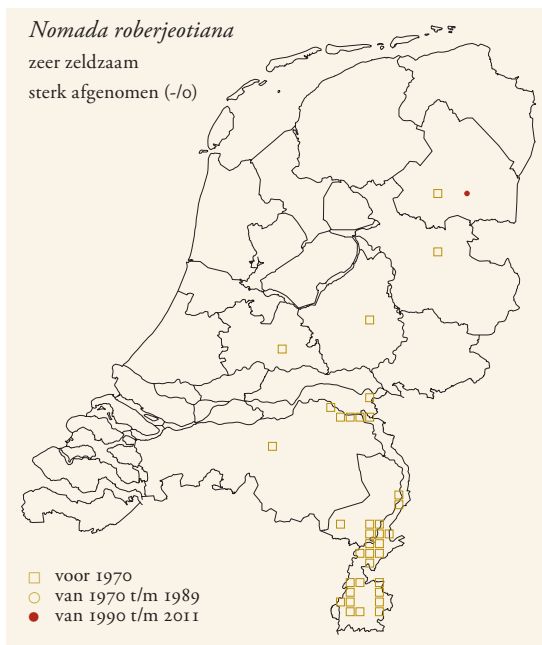 Nomada roberjeotiana
zeer zeldzaam
sterk afgenomen (-/0)
voor 1970
van 1970 t/m 1989
van 1990 t/m 2011